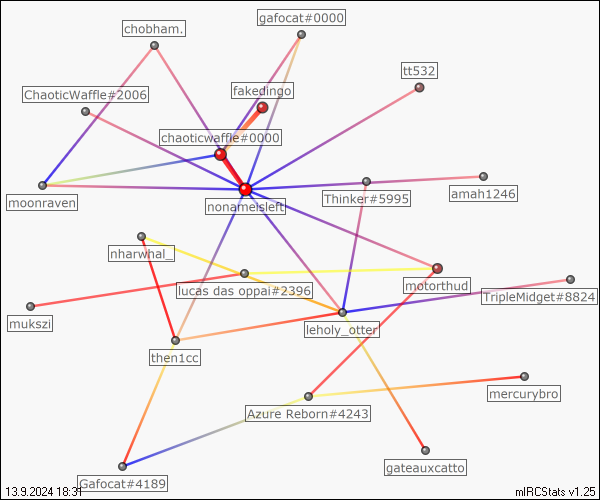 gafocat#0000
chobham.
tt532
fakedingo
ChaoticWaffle#2006
chaoticwaffle#0000
amah1246
Thinker#5995
moonraven
nonameisleft
nharwhal_
motorthud
lucas das oppai#2396
TripleMidget#8824
mukszi
leholy_otter
then1cc
mercurybro
Azure Reborn#4243
gateauxcatto
Gafocat#4189
13.9.2024 18:31
mIRCStats v1.25